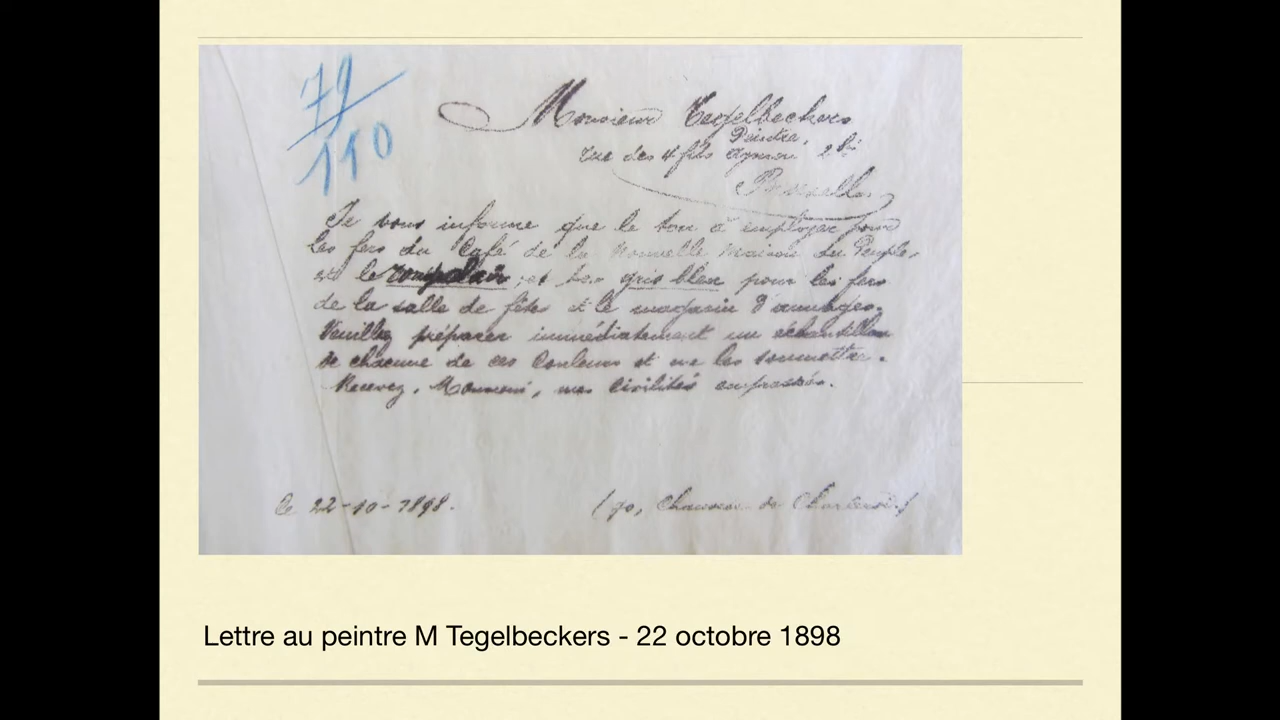 79
110
Monsieur Tegelbeckers
Peintre,
rue des 4 fils Aymon 2 bis
Bruxelles
Je vous informe que le ton à employer pour
les fers du Café de la Nouvelle Maison du Peuple,
est le ; et gris bleu pour les fers
de la salle de fêtes et le magasin d'aunages.
Veuillez préparer immédiatement un échantillon
de chacune de ces Couleurs et me les soumettre.
Recevez, Monsieur, mes civilités empressées.
le 22-10-1898.
(90, Chaussée de Charleroi.)
Lettre au peintre M Tegelbeckers - 22 octobre 1898